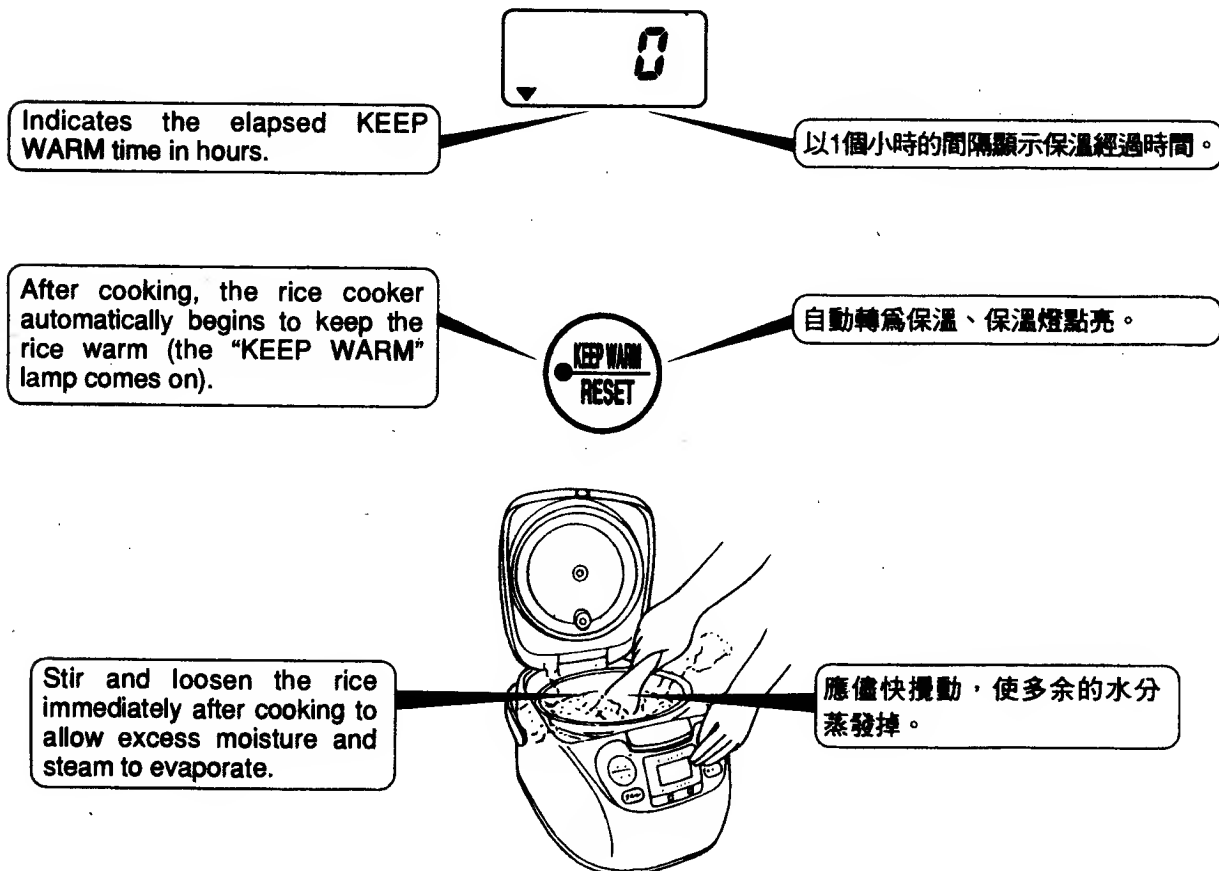 0
Indicates the elapsed KEEP
WARM time in hours.
以1個小時的間隔顯示保溫經過時間。
After cooking, the rice cooker
automatically begins to keep the
rice warm (the “KEEP WARM”
lamp comes on).
KEEP WARM
RESET
自動轉爲保溫、保溫燈點亮。
Stir and loosen the rice
immediately after cooking to
allow excess moisture and
steam to evaporate.
應儘快攪動，使多余的水分
蒸發掉。